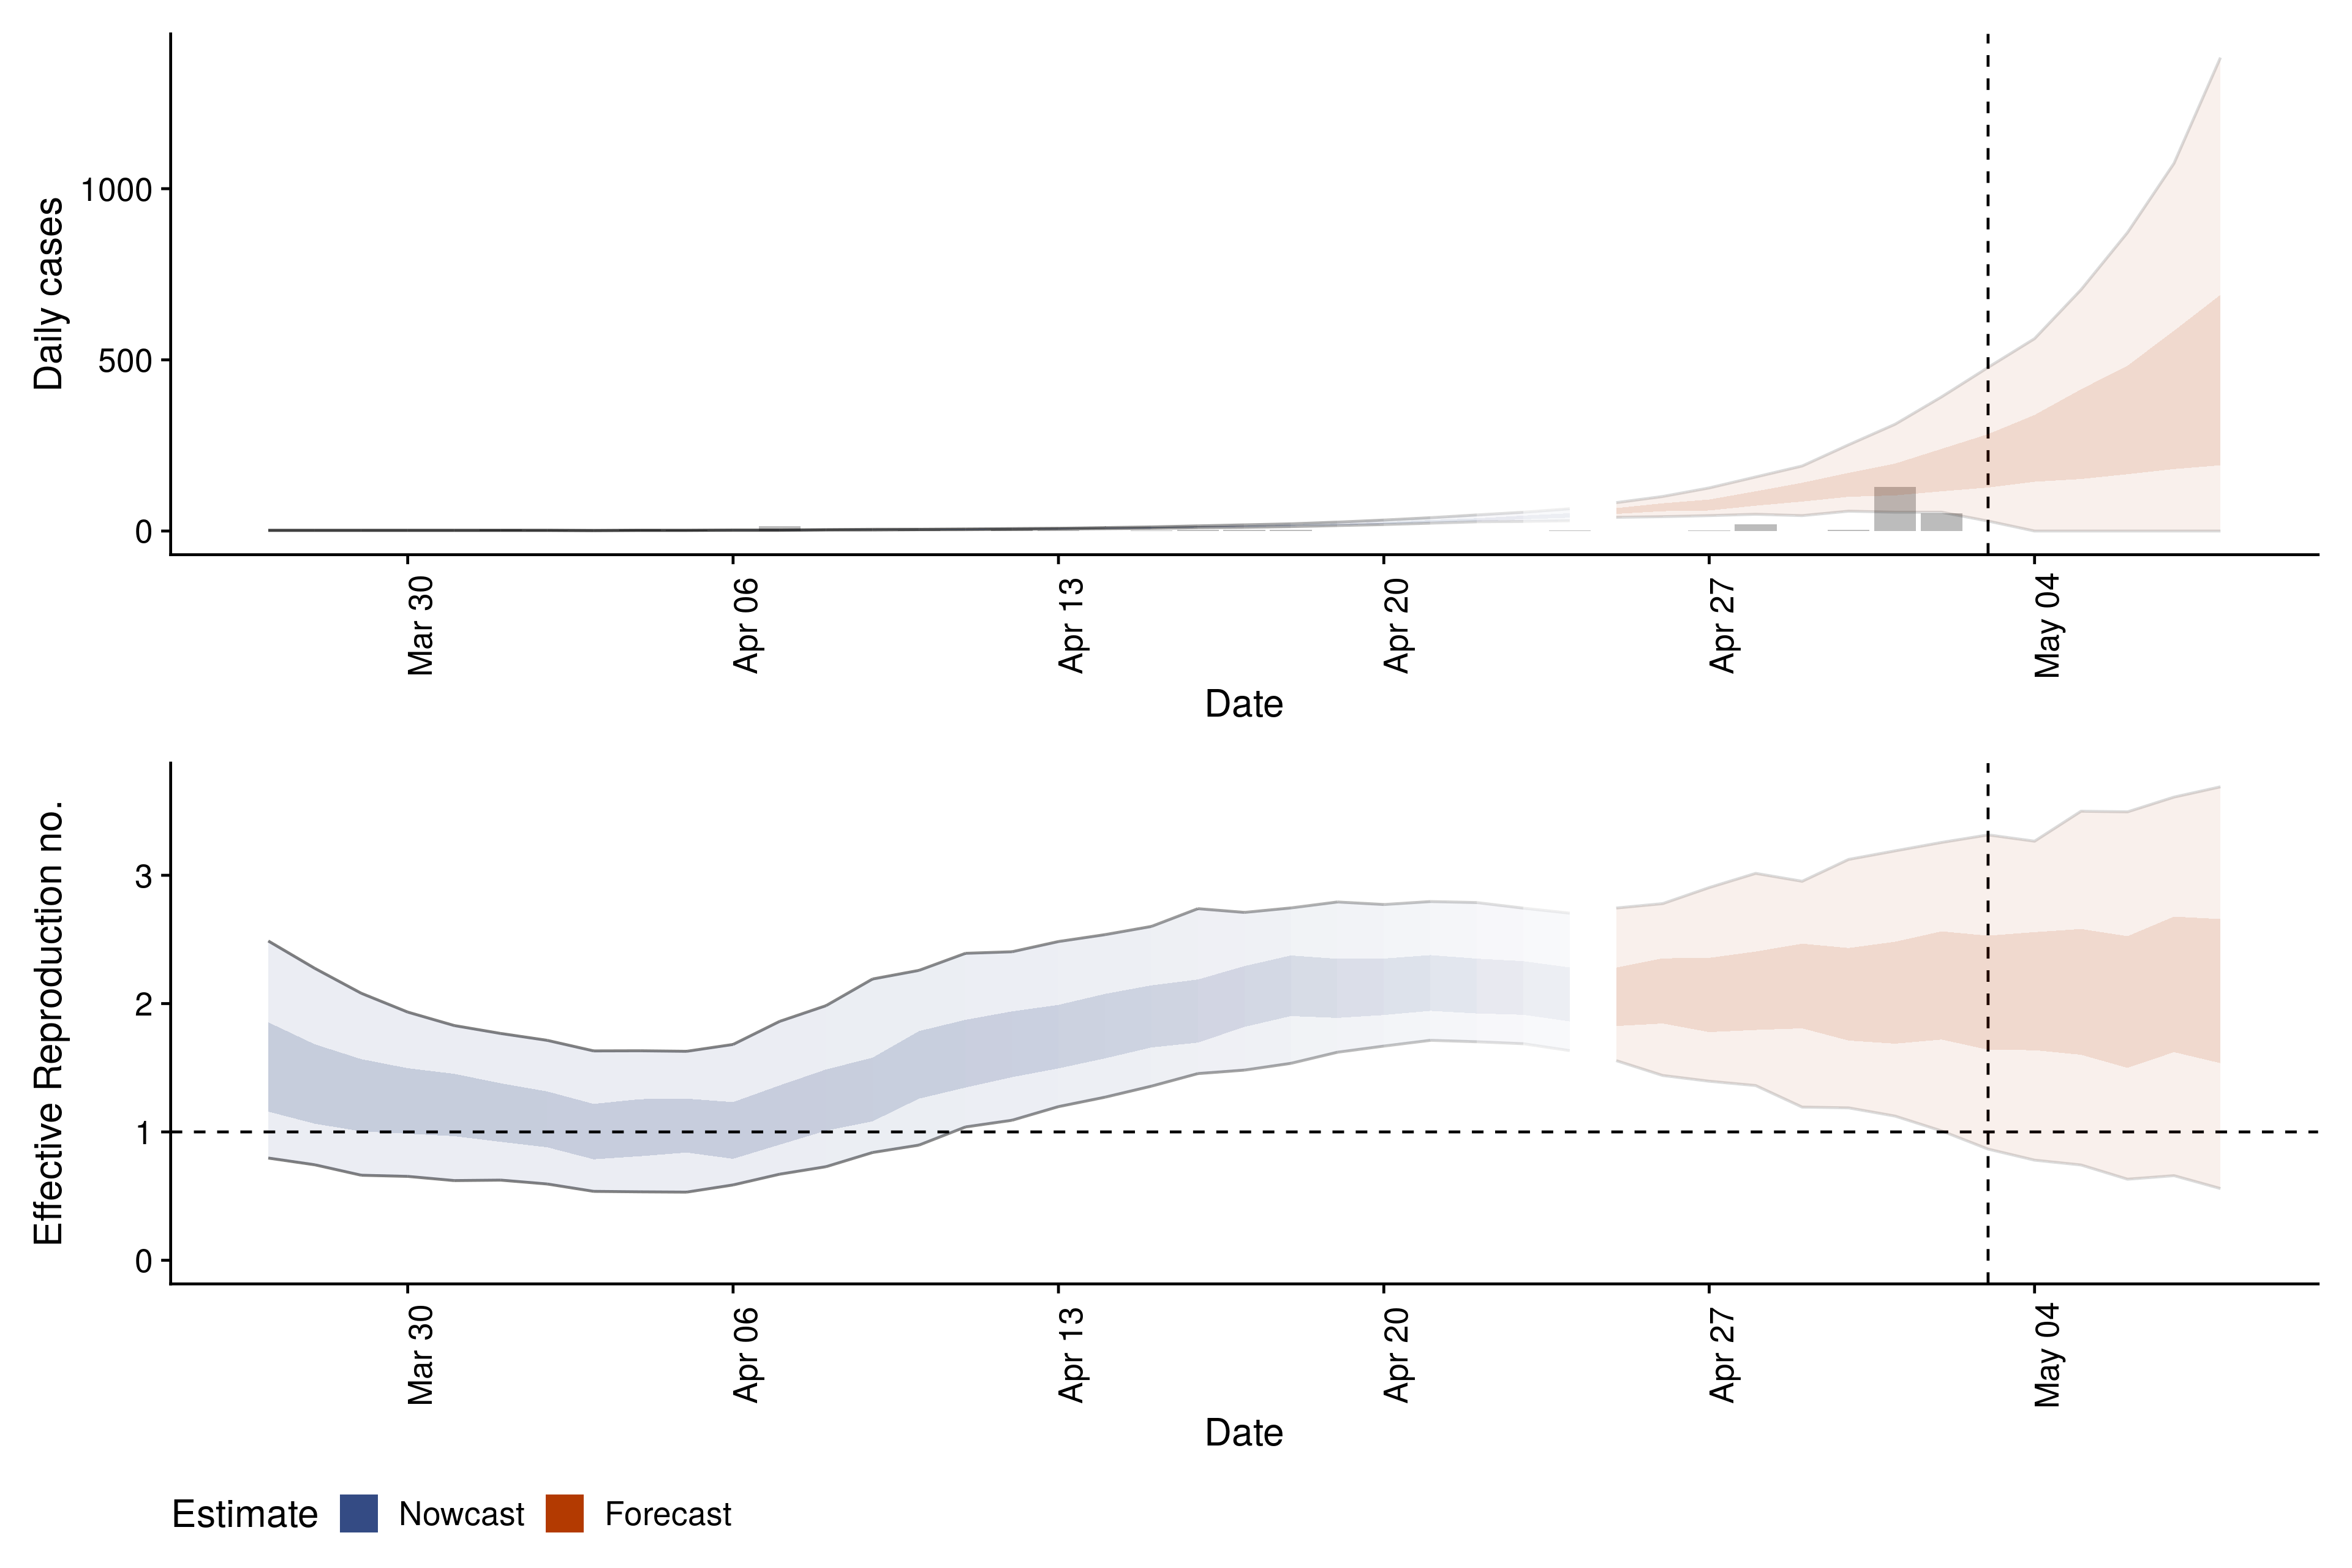 Daily cases
1000
500
0
Mar 30
Apr 06
Apr 13
Apr 20
Apr 27
May 04
Date
Effective Reproduction no.
3
2
1
0
Mar 30
Apr 06
Apr 13
Apr 20
Apr 27
May 04
Date
Estimate Nowcast Forecast